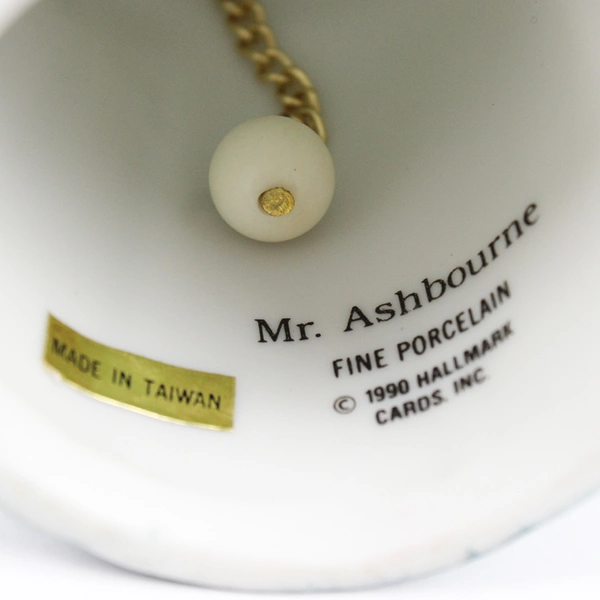 Mr. Ashbourne
FINE PORCELAIN
© 1990 HALLMARK
CARDS, INC.
MADE IN TAIWAN